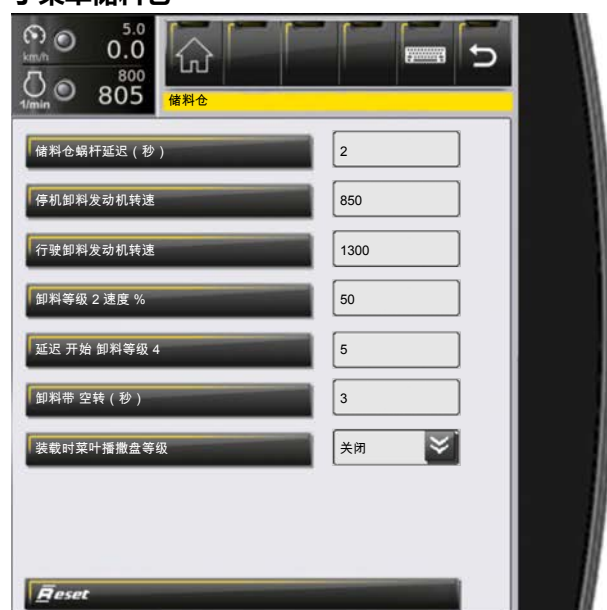 5.0
km/h 0.0
800
1/min 805
储料仓
储料仓蜗杆延迟（秒） 2
停机卸料发动机转速 850
行驶卸料发动机转速 1300
卸料等级 2 速度 % 50
延迟 开始 卸料等级 4 5
卸料带 空转（秒） 3
装载时菜叶播撒盘等级 关闭
Reset